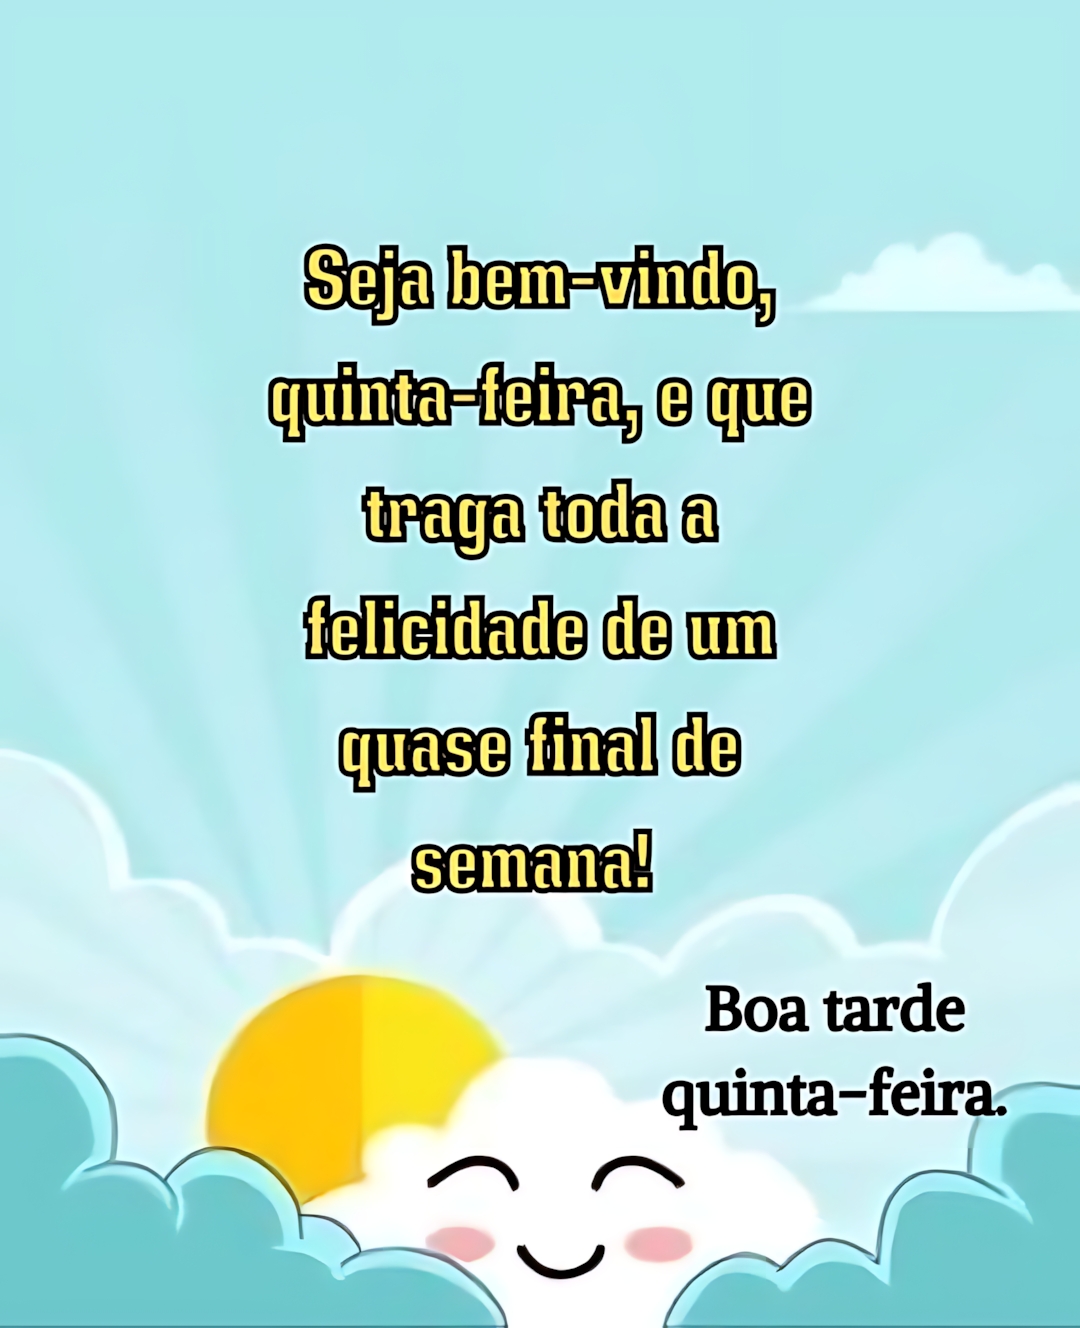 Seja bem-vindo,
quinta-feira, e que
traga toda a
felicidade de um
quase final de
semana!
Boa tarde
quinta-feira.